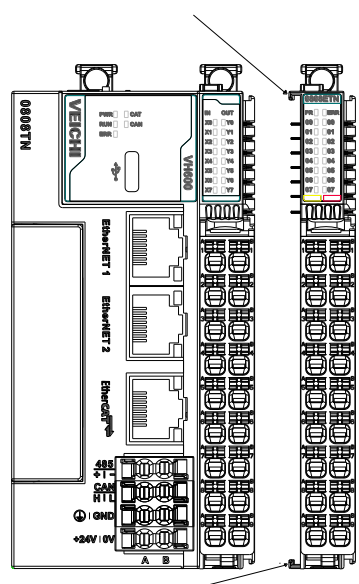 0808TN
VEICHI
PWR CAT
RUN CAN
ERR
VH600
IN OUT
X0 Y0
X1 Y1
X2 Y2
X3 Y3
X4 Y4
X5 Y5
X6 Y6
X7 Y7
0808ETN
PR ERR
00 00
01 01
02 02
03 03
04 04
05 05
06 06
07 07
EtherNET 1
EtherNET 2
EtherCAT
485
+ | -
CAN
H | L
| GND
+24V | 0V
A B